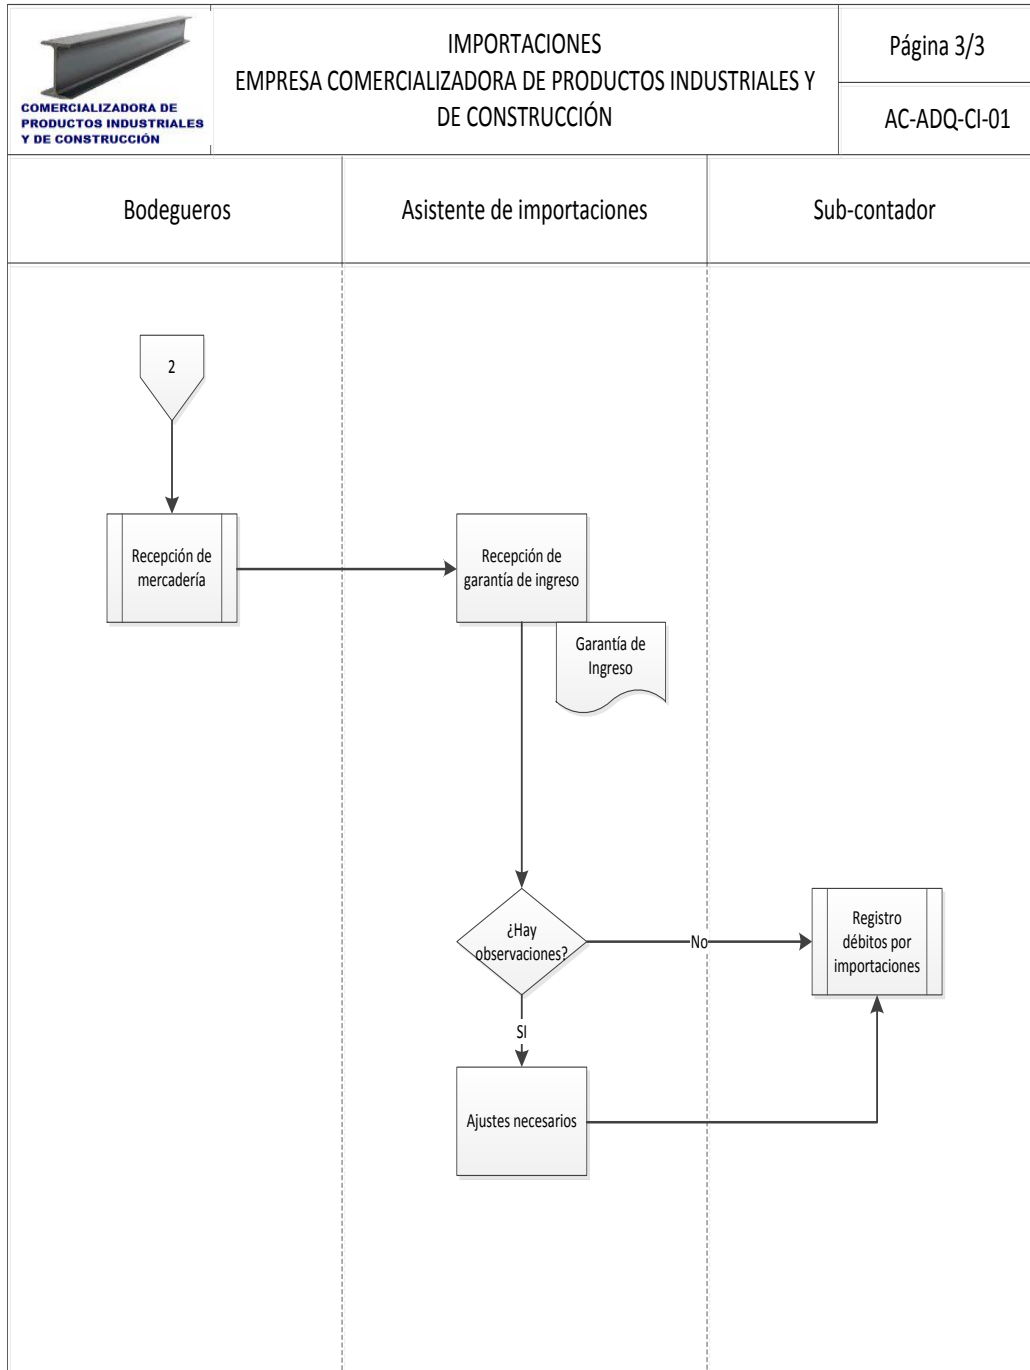 COMERCIALIZADORA DE
PRODUCTOS INDUSTRIALES
Y DE CONSTRUCCIÓN
IMPORTACIONES
EMPRESA COMERCIALIZADORA DE PRODUCTOS INDUSTRIALES Y
DE CONSTRUCCIÓN
Página 3/3
AC-ADQ-CI-01
Bodegueros
Asistente de importaciones
Sub-contador
2
Recepción de
mercadería
Recepción de
garantía de ingreso
Garantía de
Ingreso
¿Hay
observaciones?
No
Registro
débitos por
importaciones
SI
Ajustes necesarios